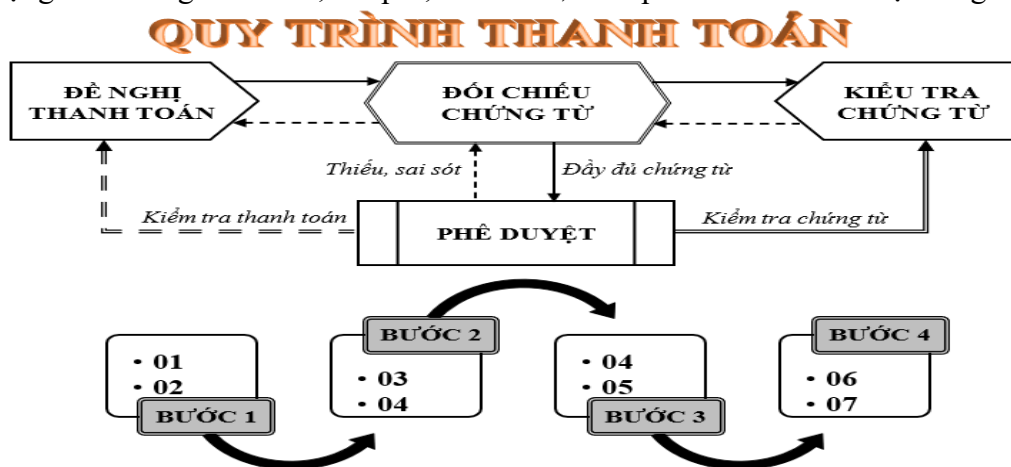 QUY TRÌNH THANH TOÁN
ĐỀ NGHỊ
THANH TOÁN
ĐỐI CHIẾU
CHỨNG TỪ
KIỂU TRA
CHỨNG TỪ
Thiếu, sai sót
Đầy đủ chứng từ
Kiểm tra thanh toán
PHÊ DUYỆT
Kiểm tra chứng từ
• 01
• 02
BƯỚC 1
BƯỚC 2
• 03
• 04
• 04
• 05
BƯỚC 3
BƯỚC 4
• 06
• 07